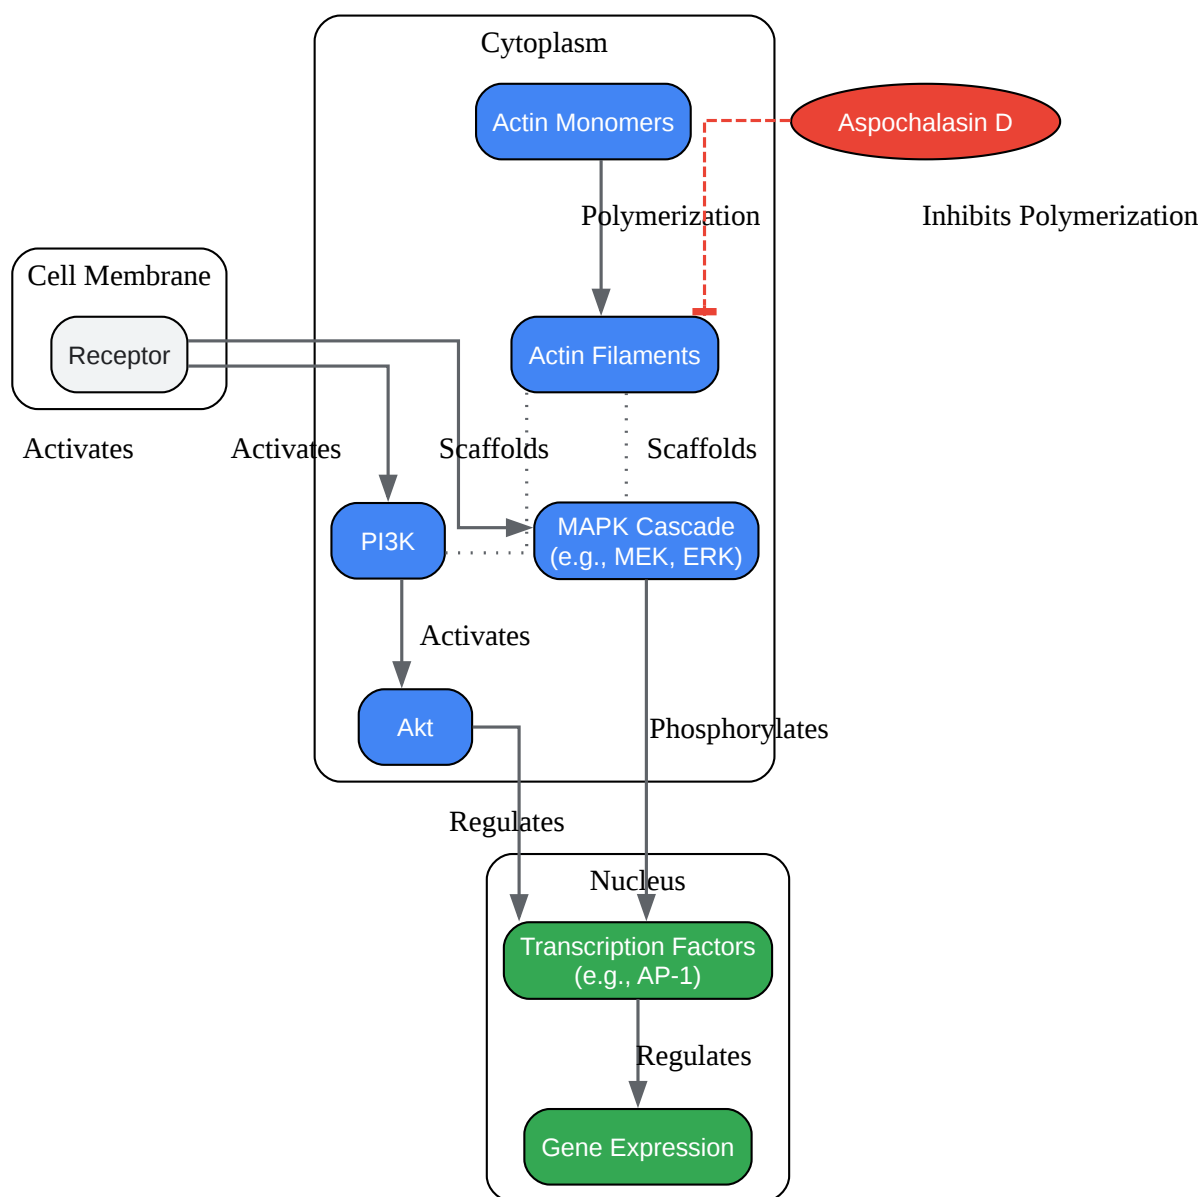 Cytoplasm
Actin Monomers
Aspochalasin D
Polymerization
Inhibits Polymerization
Cell Membrane
Receptor
Actin Filaments
Activates
Activates
Scaffolds
Scaffolds
PI3K
MAPK Cascade
(e.g., MEK, ERK)
Activates
Akt
Phosphorylates
Regulates
Nucleus
Transcription Factors
(e.g., AP-1)
Regulates
Gene Expression